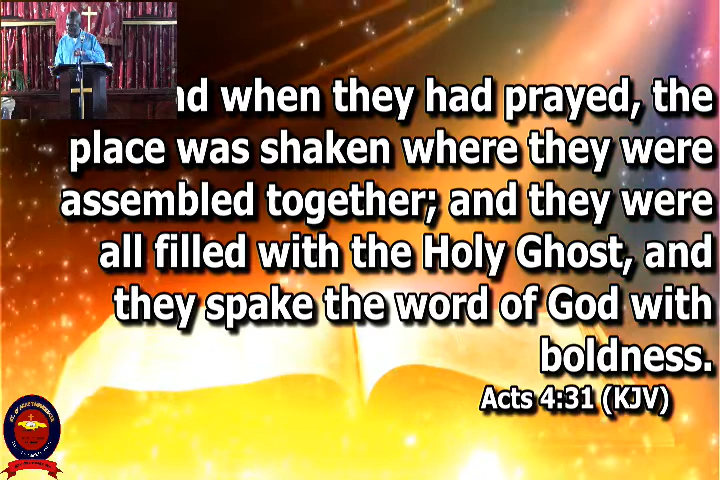 nd when they had prayed, the
place was shaken where they were
assembled together; and they were
all filled with the Holy Ghost, and
they spake the word of God with
boldness.
Acts 4:31 (KJV)